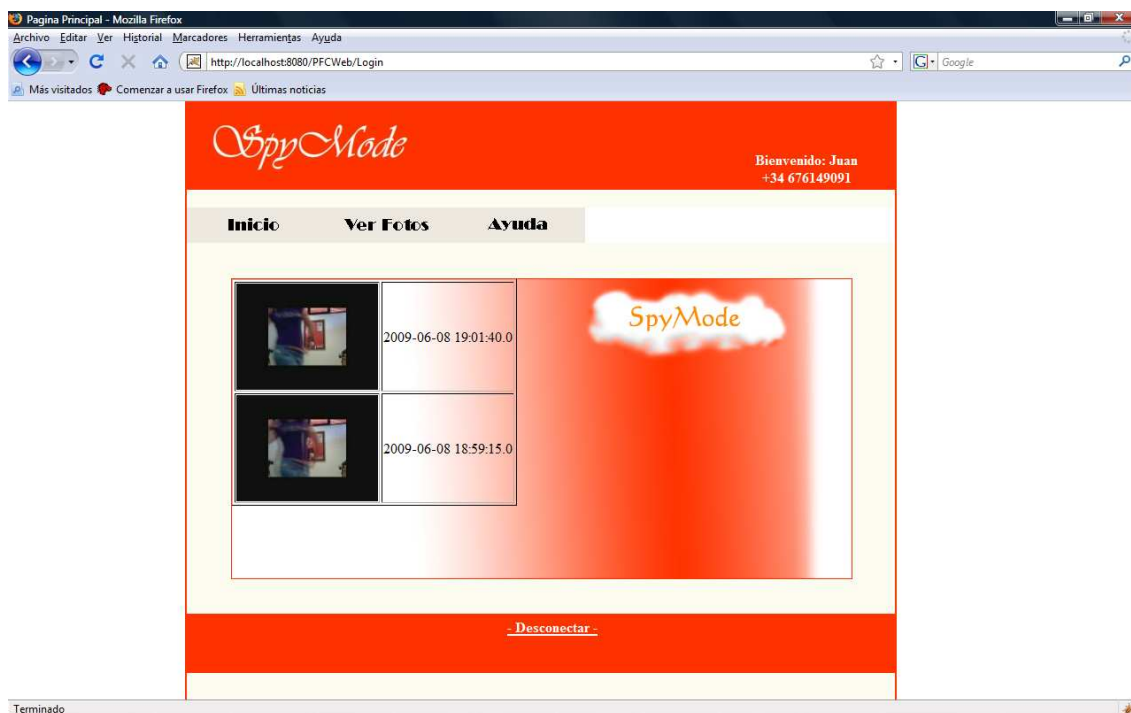 Pagina Principal - Mozilla Firefox
Archivo Editar Ver Historial Marcadores Herramientas Ayuda
http://localhost:8080/PFCWeb/Login
G Google
Más visitados Comenzar a usar Firefox Últimas noticias
SpyMode
Bienvenido: Juan
+34 676149091
Inicio Ver Fotos Ayuda
SpyMode
2009-06-08 19:01:40.0
2009-06-08 18:59:15.0
- Desconectar -
Terminado